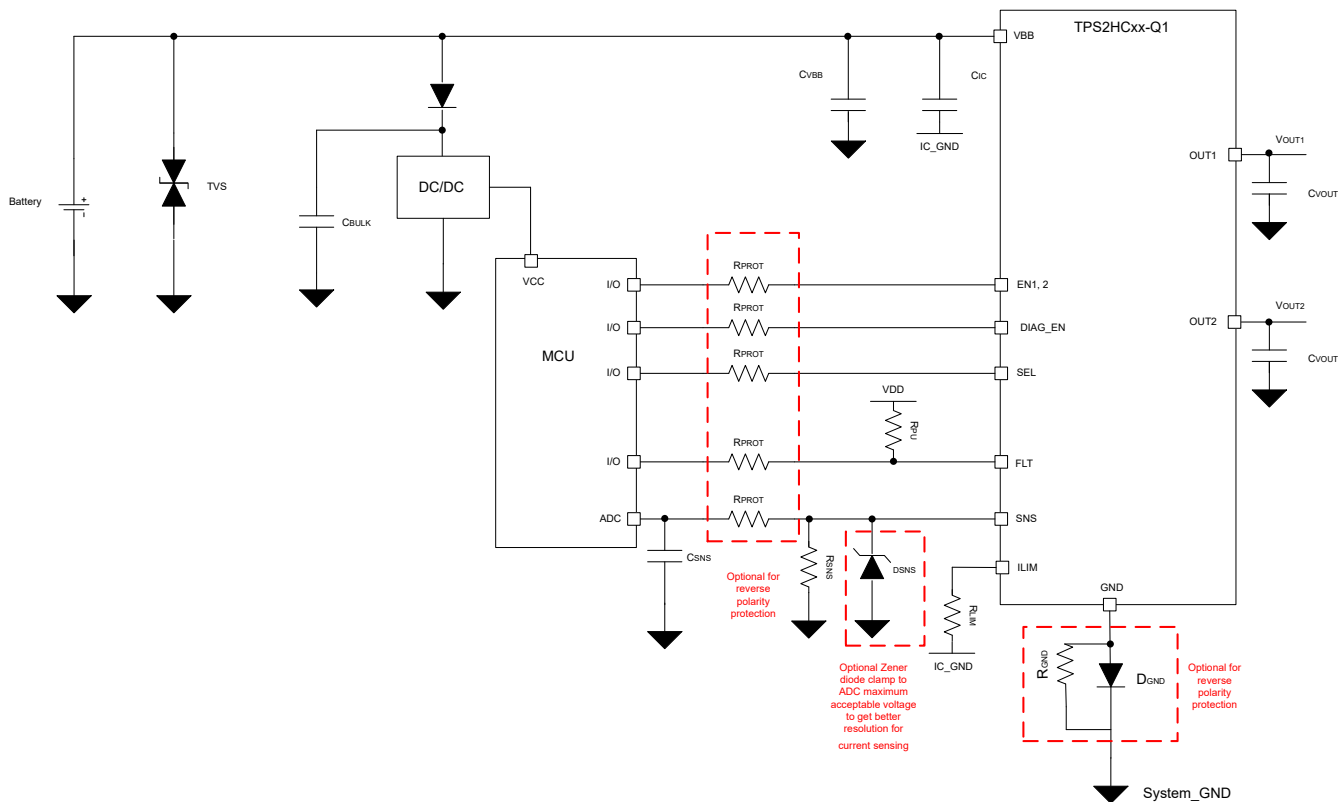 TPS2HCxx-Q1
VBB
CVBB
CIC
IC_GND
OUT1
VOUT1
CVOUT
Battery
+
-
TVS
CBULK
DC/DC
VCC
MCU
I/O
RPROT
EN1, 2
I/O
RPROT
DIAG_EN
I/O
RPROT
SEL
OUT2
VOUT2
CVOUT
VDD
RPU
I/O
RPROT
FLT
ADC
RPROT
SNS
CSNS
Optional for
reverse
polarity
protection
RSNS
DSNS
ILIM
RLIM
IC_GND
GND
Optional Zener
diode clamp to
ADC maximum
acceptable voltage
to get better
resolution for
current sensing
RGND
DGND
Optional for
reverse
polarity
protection
System_GND